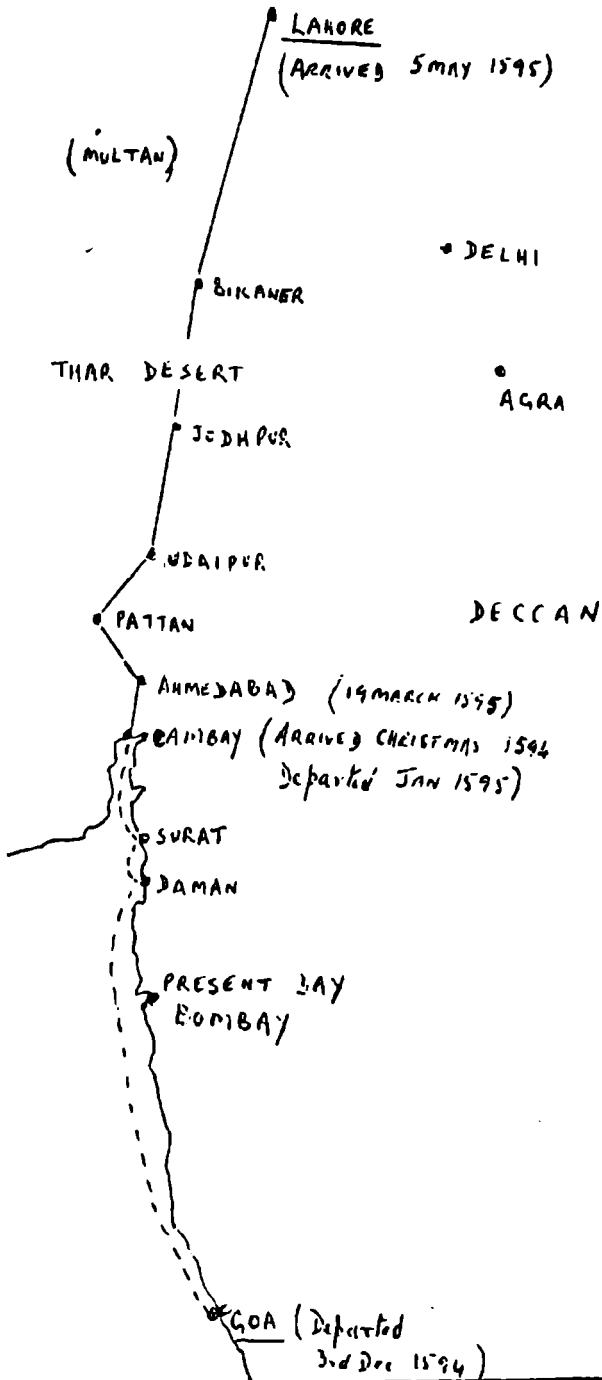 LAHORE
(ARRIVED 5 MAY 1595)
(MULTAN)
DELHI
BIKANER
THAR DESERT
AGRA
JODHPUR
UDAIPUR
PATTAN
DECCAN
AHMEDABAD (19 MARCH 1595)
CAMBAY (ARRIVED CHRISTMAS 1594
Departed JAN 1595)
SURAT
DAMAN
PRESENT DAY
BOMBAY
GOA (Departed
3rd Dec 1594)